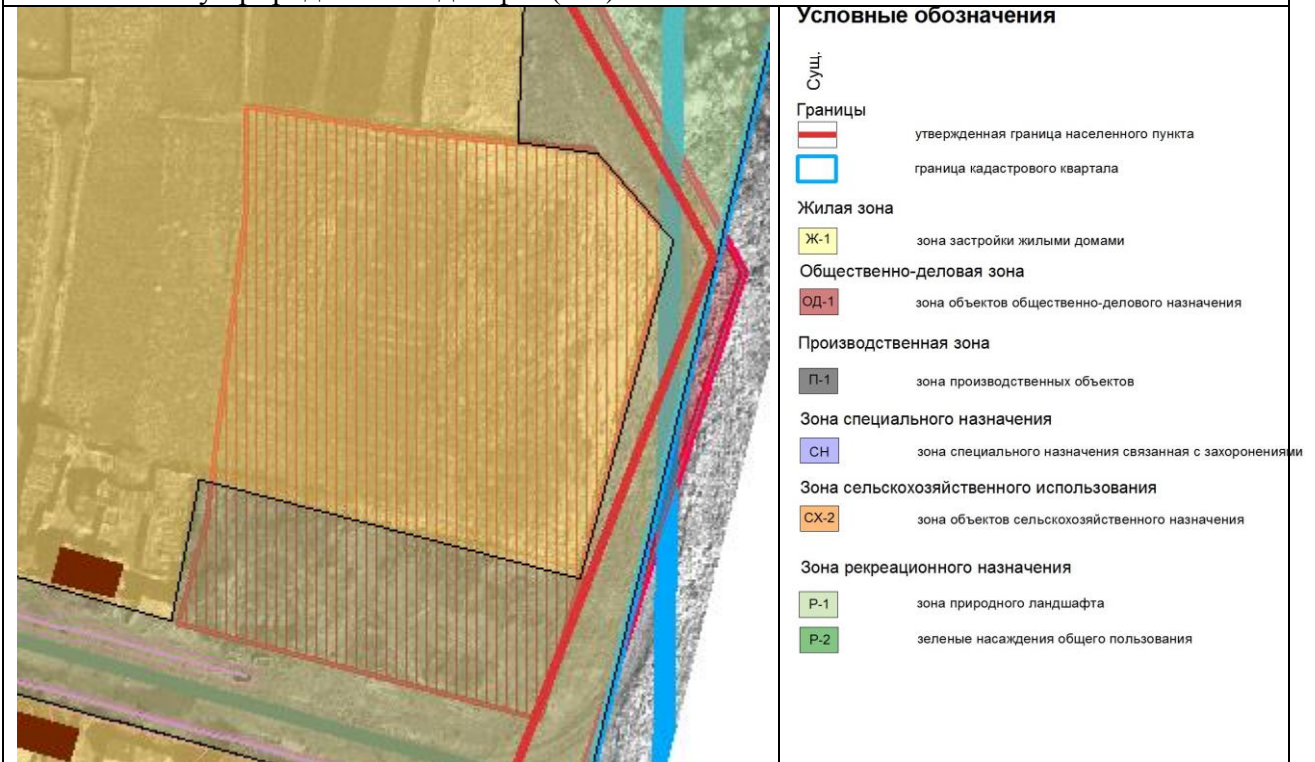 Условные обозначения
Сущ.
Границы
утвержденная граница населенного пункта
граница кадастрового квартала
Жилая зона
Ж-1 зона застройки жилыми домами
Общественно-деловая зона
ОД-1 зона объектов общественно-делового назначения
Производственная зона
П-1 зона производственных объектов
Зона специального назначения
СН зона специального назначения связанная с захоронениями
Зона сельскохозяйственного использования
СХ-2 зона объектов сельскохозяйственного назначения
Зона рекреационного назначения
Р-1 зона природного ландшафта
Р-2 зеленые насаждения общего пользования